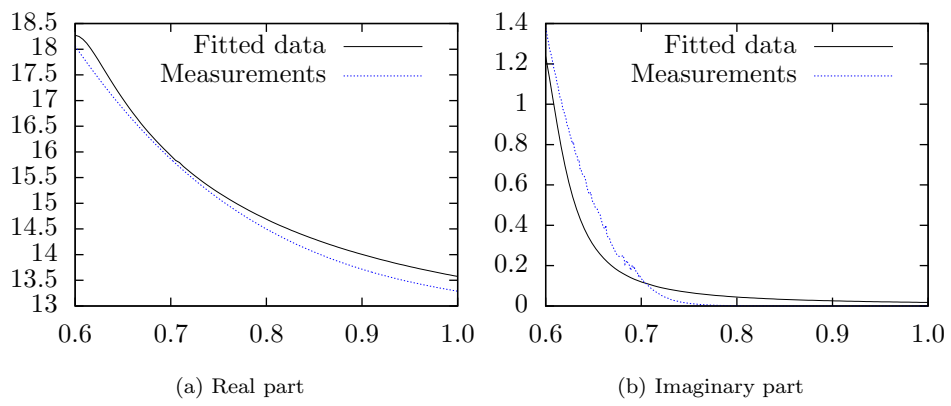 18.5
18
17.5
17
16.5
16
15.5
15
14.5
14
13.5
13
0.6 0.7 0.8 0.9 1.0
Fitted data
Measurements
(a) Real part
1.4
1.2
1
0.8
0.6
0.4
0.2
0
0.6 0.7 0.8 0.9 1.0
Fitted data
Measurements
(b) Imaginary part